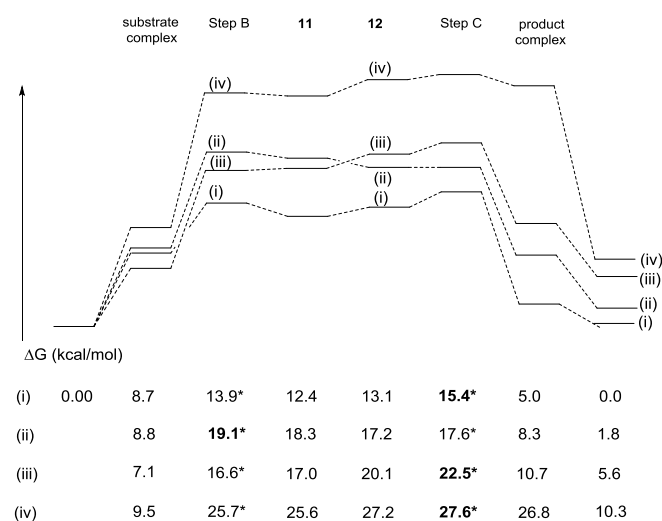 substrate complex Step B 11 12 Step C product complex
(iv) (iv)
(ii) (iii)
(iii) (ii)
(i) (i)
(iv)
(iii)
(ii)
(i)
ΔG (kcal/mol)
(i) 0.00 8.7 13.9* 12.4 13.1 15.4* 5.0 0.0
(ii) 8.8 19.1* 18.3 17.2 17.6* 8.3 1.8
(iii) 7.1 16.6* 17.0 20.1 22.5* 10.7 5.6
(iv) 9.5 25.7* 25.6 27.2 27.6* 26.8 10.3